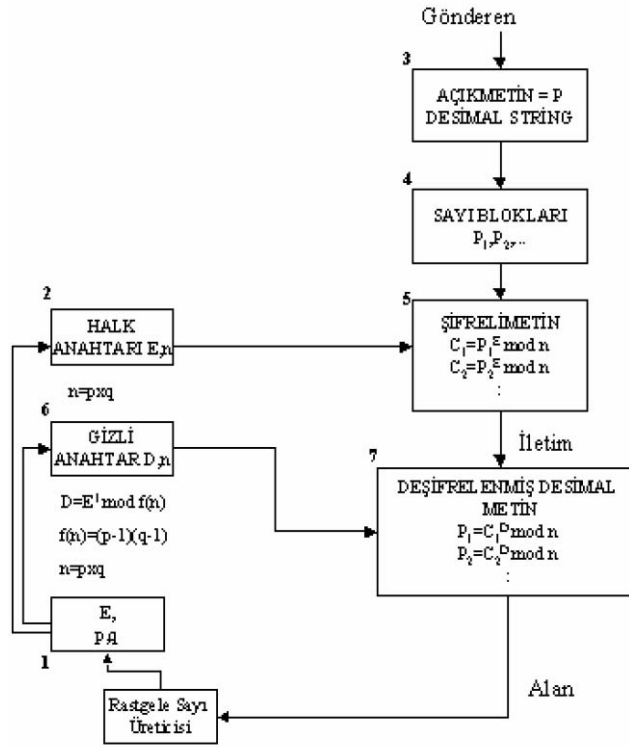 Gönderen
3
AÇIKMETİN = P
DESİMAL STRİNG
4
SAYI BLOKLARI
P₁,P₂,..
5
ŞİFRELİMETİN
C₁=P₁ᴱ mod n
C₂=P₂ᴱ mod n
:
2
HALK
ANAHTARI E,n
n=pxq
6
GİZLİ
ANAHTAR D,n
D=E¹ mod f(n)
f(n)=(p-1)(q-1)
n=pxq
İletim
7
DEŞİFRELENMİŞ DESİMAL
METİN
P₁=C₁ᴰ mod n
P₂=C₂ᴰ mod n
:
E,
1
Alan
Rastgele Sayı
Üreticisi